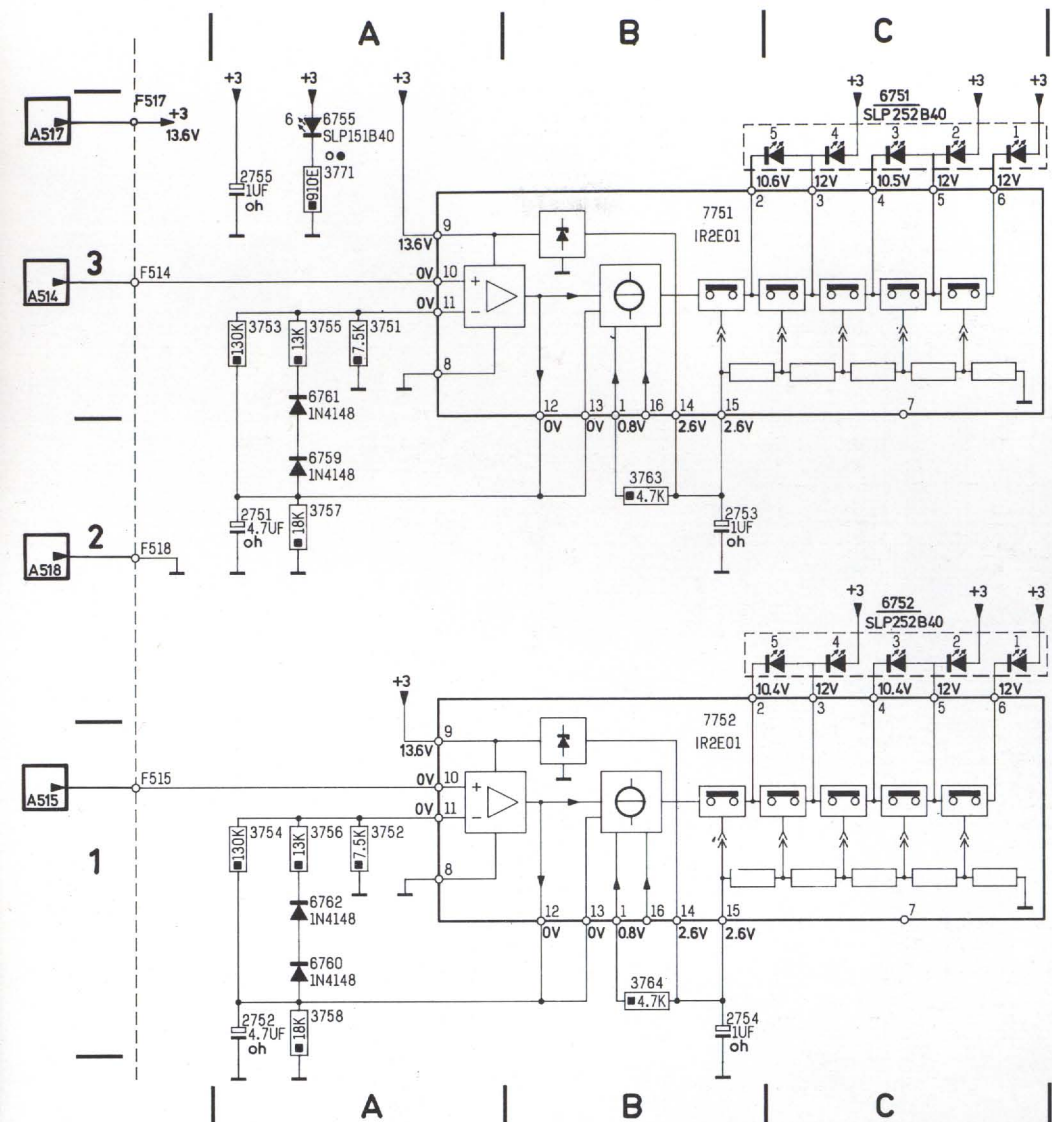 A B C
+3 +3 +3 +3 +3 +3
6751
SLP252B40
F517
A517
+3
13.6V
6 6755
SLP151B40
5 4 3 2 1
2755
1UF
oh
3771
910E
10.6V 12V 10.5V 12V 12V
2 3 4 5 6
7751
IR2E01
9
13.6V
3
A514
F514
0V 10
+
0V 11
−
130K 3753
13K 3755
7.5K 3751
8
6761
1N4148
12 13 1 16 14 15 7
0V 0V 0.8V 2.6V 2.6V
6759
1N4148
3763
4.7K
2751
4.7UF
oh
18K 3757
2753
1UF
oh
2
A518
F518
+3 +3 +3
6752
SLP252B40
5 4 3 2 1
+3
10.4V 12V 10.4V 12V 12V
2 3 4 5 6
7752
IR2E01
9
13.6V
A515
F515
0V 10
+
0V 11
−
130K 3754
13K 3756
7.5K 3752
1
8
6762
1N4148
12 13 1 16 14 15 7
0V 0V 0.8V 2.6V 2.6V
6760
1N4148
3764
4.7K
2752
4.7UF
oh
18K 3758
2754
1UF
oh
A B C